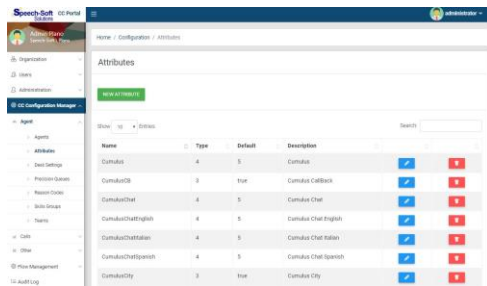 Speech-Soft CC Portal
Solutions
administrator
Admin Plano
Speech-Soft Plano
Home / Configuration / Attributes
Organization
Users
Administration
CC Configuration Manager
Agent
Agents
Attributes
Desk Settings
Precision Queues
Reason Codes
Skills Groups
Teams
Calls
Other
Flow Management
Audit Log
Attributes
NEW ATTRIBUTE
Show 10 Entries
Search:
Name Type Default Description
Cumulus 4 5 Cumulus
CumulusCB 3 true Cumulus CallBack
CumulusChat 4 5 Cumulus Chat
CumulusChatEnglish 4 5 Cumulus Chat English
CumulusChatItalian 4 5 Cumulus Chat Italian
CumulusChatSpanish 4 5 Cumulus Chat Spanish
CumulusCity 3 true Cumulus City